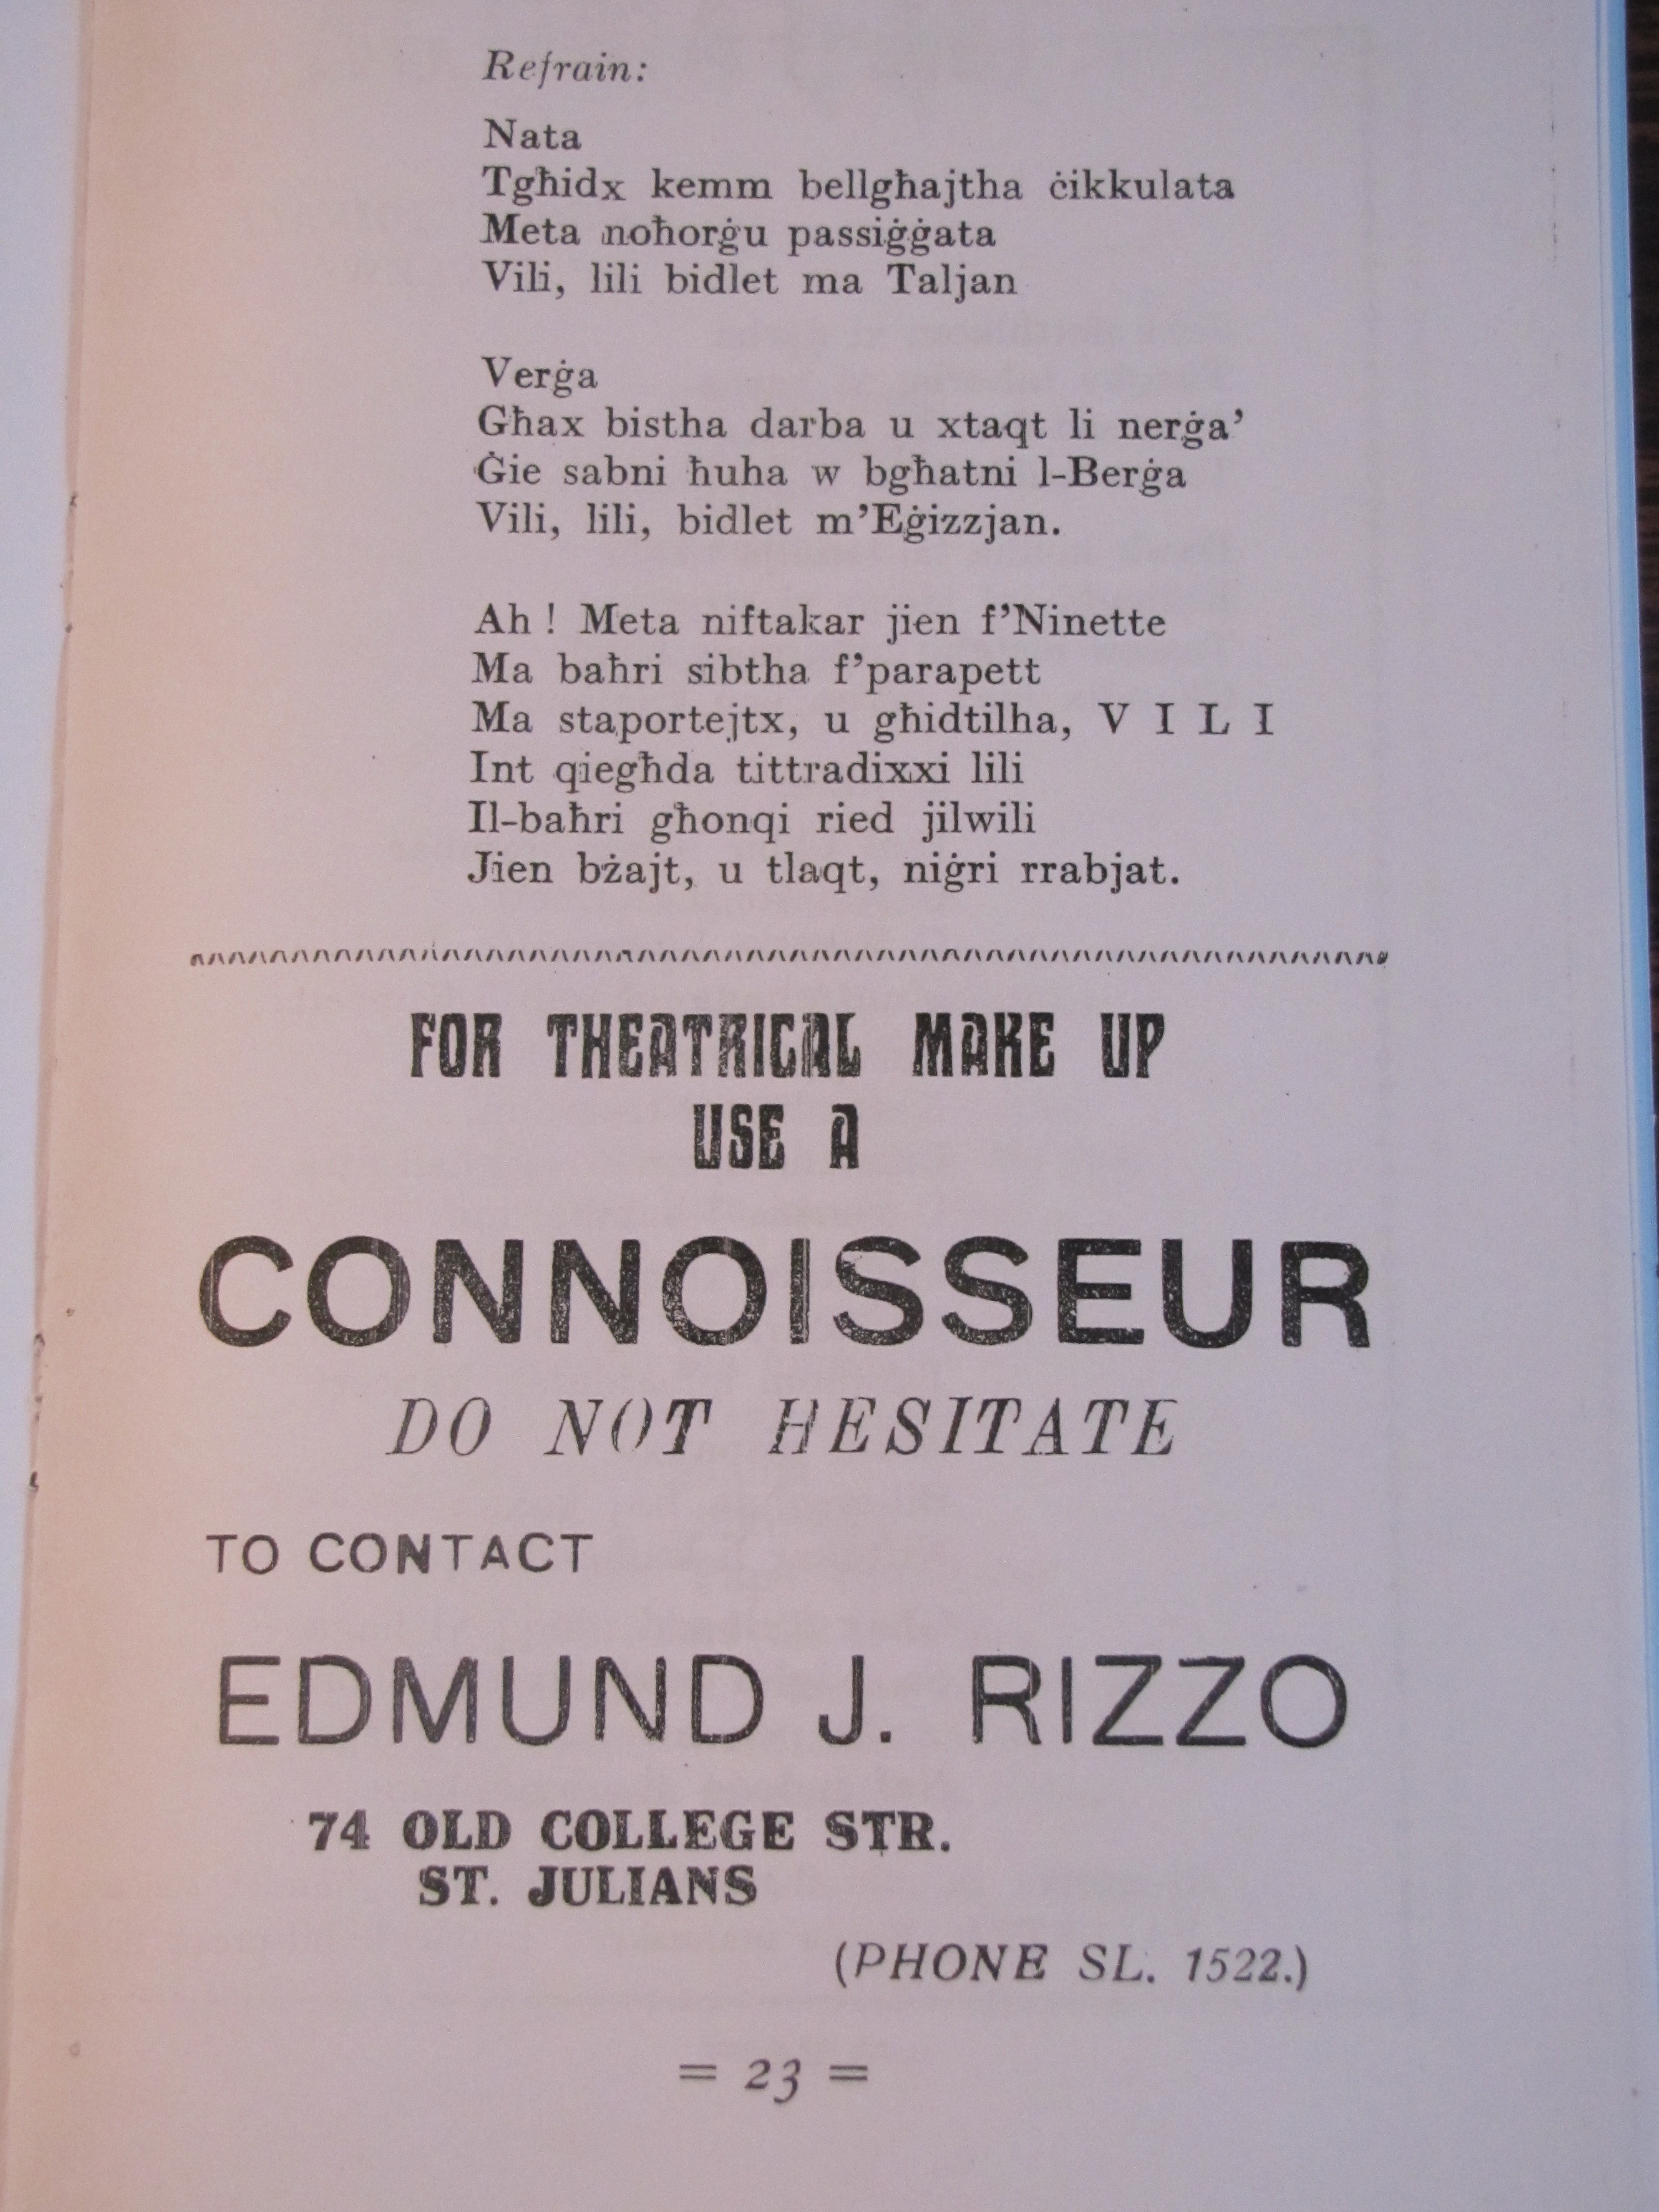 Refrain:
Nata
Tgħidx kemm bellgħajtha ċikkulata
Meta noħorġu passiġġata
Vili, lili bidlet ma Taljan
Verġa
Għax bistha darba u xtaqt li nerġa’
Ġie sabni ħuha w bgħatni l-Berġa
Vili, lili, bidlet m’Eġizzjan.
Ah ! Meta niftakar jien f’Ninette
Ma baħri sibtha f’parapett
Ma staportejtx, u għidtilha, V I L I
Int qiegħda tittradixxi lili
Il-baħri għonqi ried jilwili
Jien bżajt, u tlaqt, niġri rrabjat.
FOR THEATRICAL MAKE UP
USE A
CONNOISSEUR
DO NOT HESITATE
TO CONTACT
EDMUND J. RIZZO
74 OLD COLLEGE STR.
ST. JULIANS
(PHONE SL. 1522.)
= 23 =